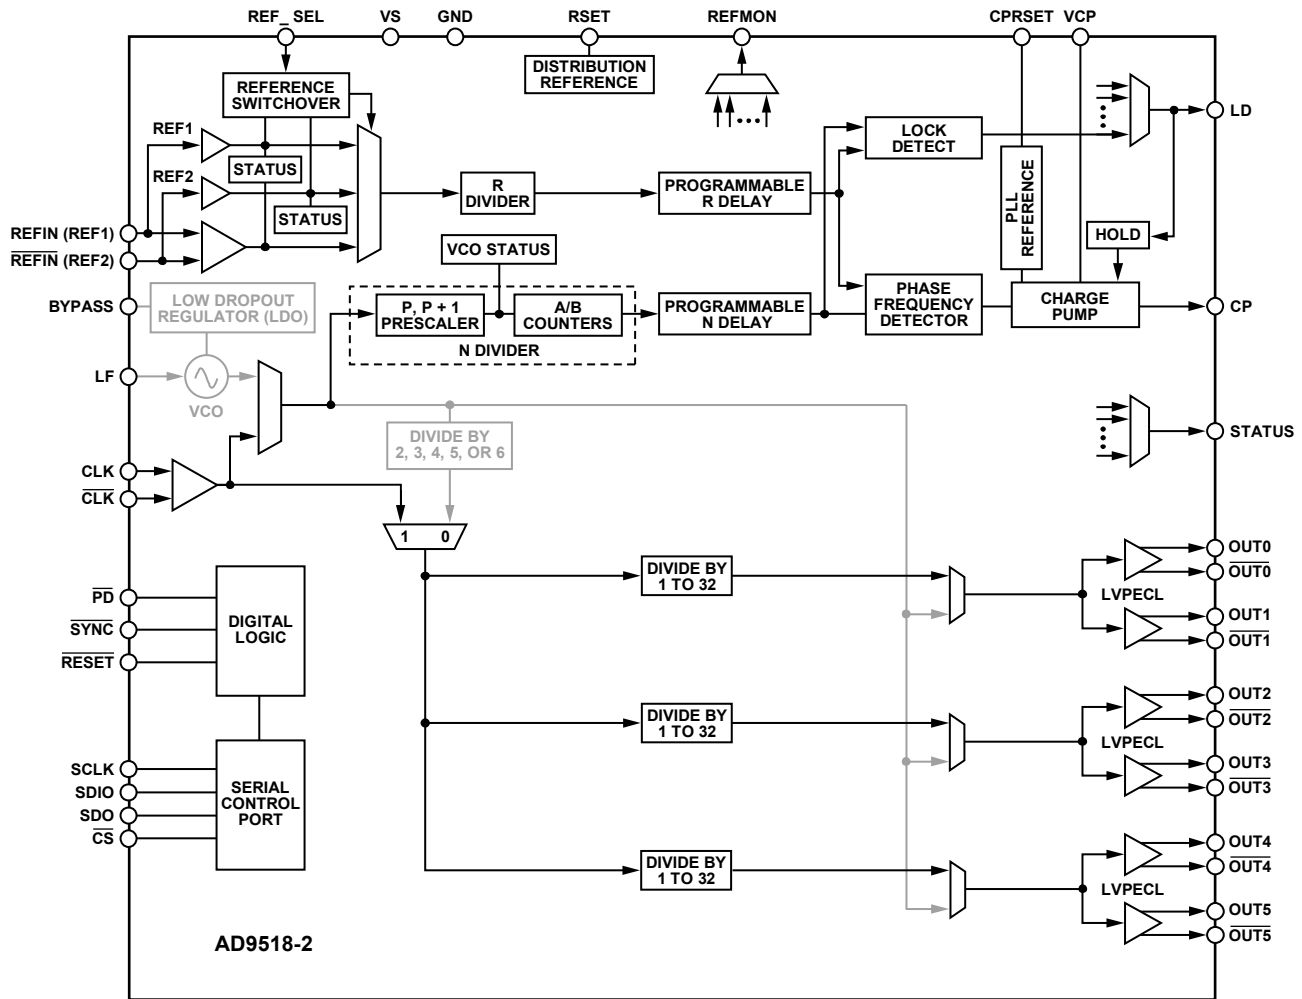 REF_ SEL
VS
GND
RSET
REFMON
CPRSET
VCP
DISTRIBUTION
REFERENCE
REFERENCE
SWITCHOVER
REF1
STATUS
REF2
STATUS
R
DIVIDER
PROGRAMMABLE
R DELAY
LOCK
DETECT
PLL
REFERENCE
LD
HOLD
REFIN (REF1)
REFIN (REF2)
VCO STATUS
BYPASS
LOW DROPOUT
REGULATOR (LDO)
P, P + 1
PRESCALER
A/B
COUNTERS
N DIVIDER
PROGRAMMABLE
N DELAY
PHASE
FREQUENCY
DETECTOR
CHARGE
PUMP
CP
LF
VCO
DIVIDE BY
2, 3, 4, 5, OR 6
STATUS
CLK
CLK
1 0
PD
SYNC
RESET
DIGITAL
LOGIC
DIVIDE BY
1 TO 32
LVPECL
OUT0
OUT0
OUT1
OUT1
DIVIDE BY
1 TO 32
LVPECL
OUT2
OUT2
OUT3
OUT3
SCLK
SDIO
SDO
CS
SERIAL
CONTROL
PORT
DIVIDE BY
1 TO 32
LVPECL
OUT4
OUT4
OUT5
OUT5
AD9518-2